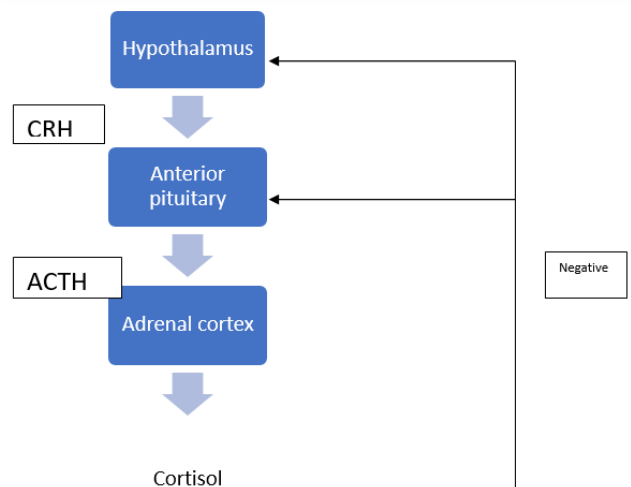 Hypothalamus
CRH
Anterior
pituitary
Negative
ACTH
Adrenal cortex
Cortisol